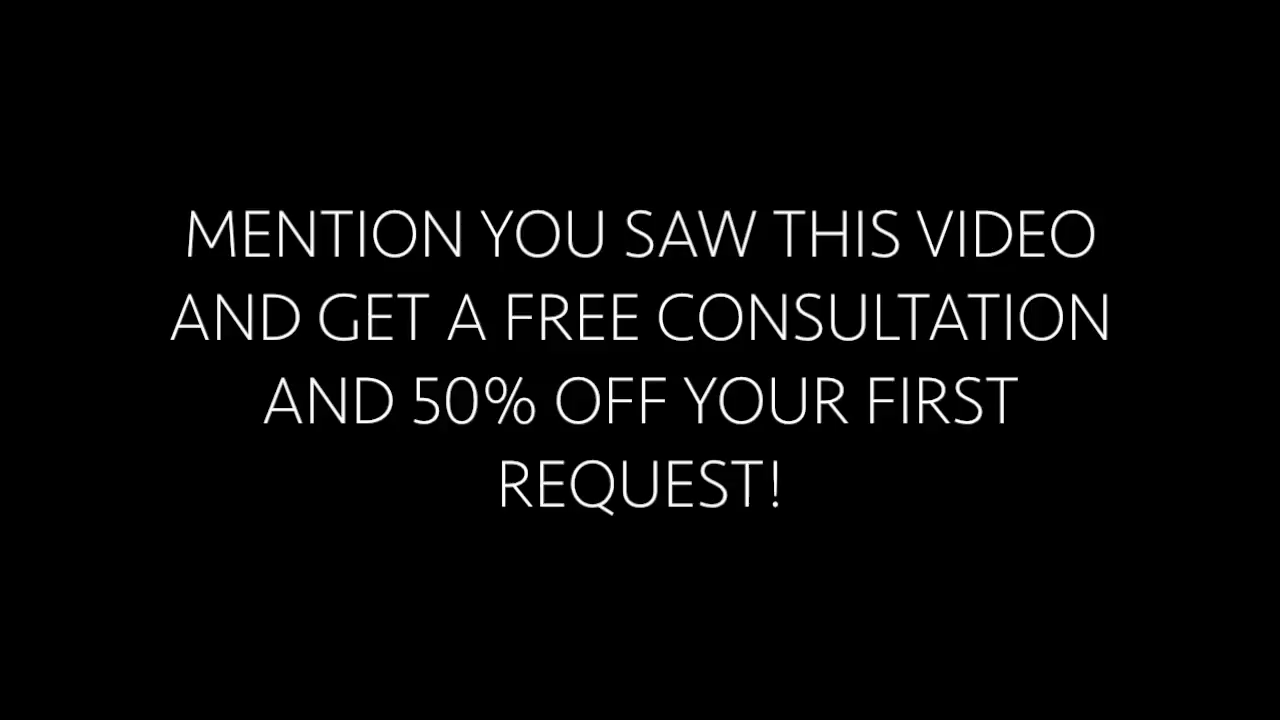 MENTION YOU SAW THIS VIDEO
AND GET A FREE CONSULTATION
AND 50% OFF YOUR FIRST
REQUEST!